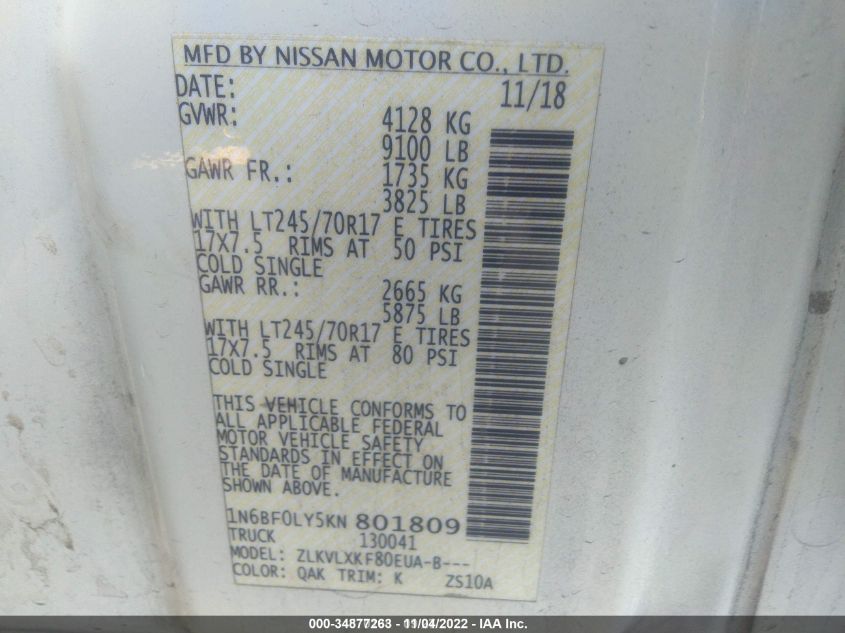 MFD BY NISSAN MOTOR CO., LTD.
DATE: 11/18
GVWR: 4128 KG
9100 LB
GAWR FR.: 1735 KG
3825 LB
WITH LT245/70R17 E TIRES
17X7.5 RIMS AT 50 PSI
COLD SINGLE
GAWR RR.: 2665 KG
5875 LB
WITH LT245/70R17 E TIRES
17X7.5 RIMS AT 80 PSI
COLD SINGLE
THIS VEHICLE CONFORMS TO
ALL APPLICABLE FEDERAL
MOTOR VEHICLE SAFETY
STANDARDS IN EFFECT ON
THE DATE OF MANUFACTURE
SHOWN ABOVE.
1N6BF0LY5KN 801809
TRUCK 130041
MODEL: ZLKVLXKF80EUA-B---
COLOR: QAK TRIM: K ZS10A
000-34877263 - 11/04/2022 - IAA Inc.